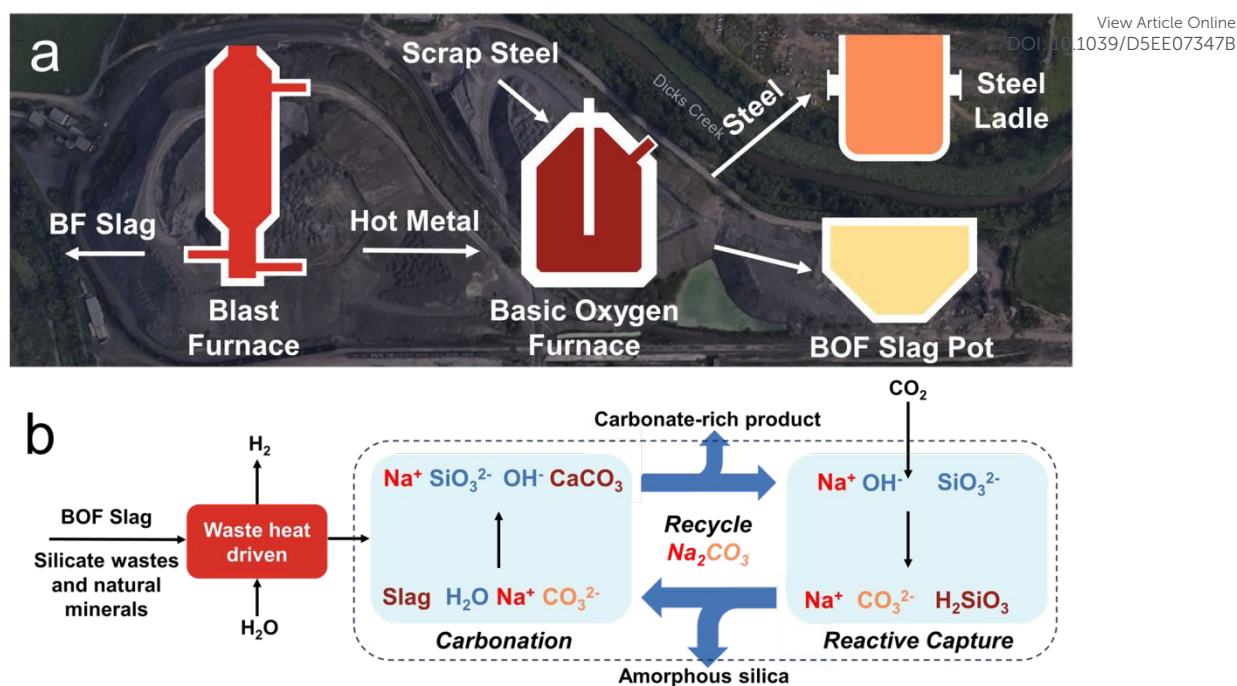 View Article Online
DOI: 10.1039/D5EE07347B
a
Scrap Steel
Dicks Creek
Steel
Steel
Ladle
BF Slag
Hot Metal
Blast
Furnace
Basic Oxygen
Furnace
BOF Slag Pot
b
CO₂
Carbonate-rich product
H₂
Na⁺ SiO₃²⁻ OH⁻ CaCO₃
Na⁺ OH⁻ SiO₃²⁻
BOF Slag
Waste heat
driven
Silicate wastes
and natural
minerals
H₂O
Recycle
Na₂CO₃
Slag H₂O Na⁺ CO₃²⁻
Na⁺ CO₃²⁻ H₂SiO₃
Carbonation
Reactive Capture
Amorphous silica